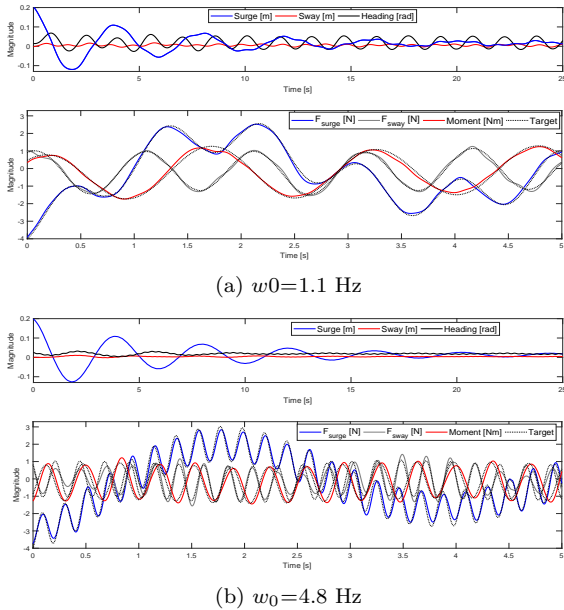 0.2
0.1
0
-0.1
Magnitude
Surge [m] Sway [m] Heading [rad]
0 5 10 15 20 25
Time [s]
3
2
1
0
-1
-2
-3
-4
Magnitude
F_surge [N] F_sway [N] Moment [Nm] Target
0 0.5 1 1.5 2 2.5 3 3.5 4 4.5 5
Time [s]
(a) w0=1.1 Hz
0.2
0.1
0
-0.1
Magnitude
Surge [m] Sway [m] Heading [rad]
0 5 10 15 20 25
Time [s]
4
3
2
1
0
-1
-2
-3
-4
Magnitude
F_surge [N] F_sway [N] Moment [Nm] Target
0 0.5 1 1.5 2 2.5 3 3.5 4 4.5 5
Time [s]
(b) w₀=4.8 Hz